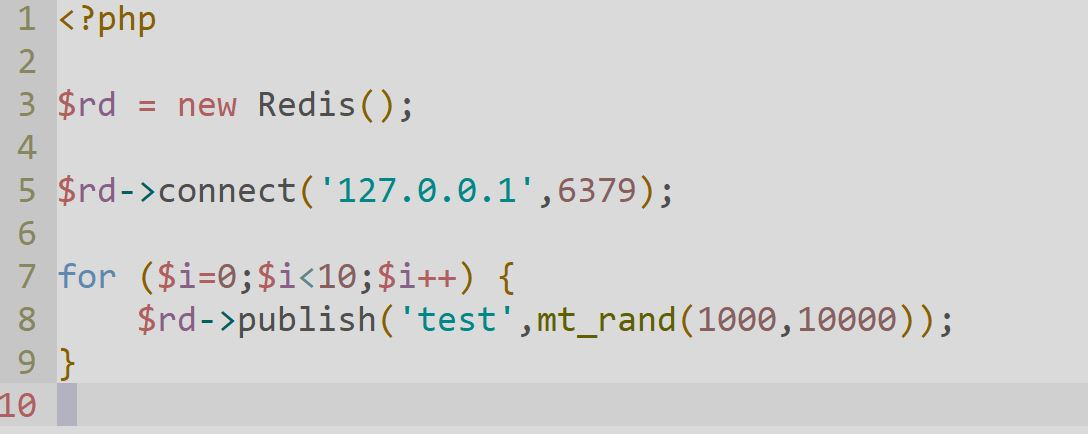 1 <?php
2
3 $rd = new Redis();
4
5 $rd->connect('127.0.0.1',6379);
6
7 for ($i=0;$i<10;$i++) {
8     $rd->publish('test',mt_rand(1000,10000));
9 }
10